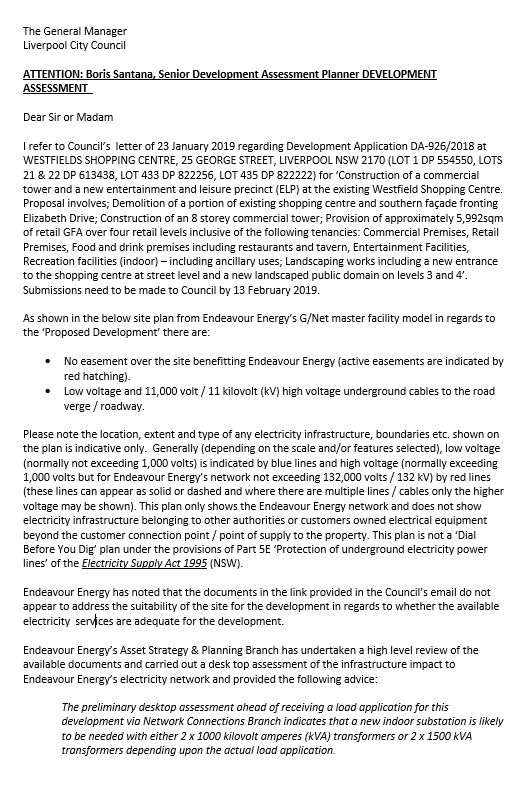 The General Manager
Liverpool City Council
ATTENTION: Boris Santana, Senior Development Assessment Planner DEVELOPMENT
ASSESSMENT
Dear Sir or Madam
I refer to Council's  letter of 23 January 2019 regarding Development Application DA-926/2018 at
WESTFIELDS SHOPPING CENTRE, 25 GEORGE STREET, LIVERPOOL NSW 2170 (LOT 1 DP 554550, LOTS
21 & 22 DP 613438, LOT 433 DP 822256, LOT 435 DP 822222) for 'Construction of a commercial
tower and a new entertainment and leisure precinct (ELP) at the existing Westfield Shopping Centre.
Proposal involves; Demolition of a portion of existing shopping centre and southern façade fronting
Elizabeth Drive; Construction of an 8 storey commercial tower; Provision of approximately 5,992sqm
of retail GFA over four retail levels inclusive of the following tenancies: Commercial Premises, Retail
Premises, Food and drink premises including restaurants and tavern, Entertainment Facilities,
Recreation facilities (indoor) – including ancillary uses; Landscaping works including a new entrance
to the shopping centre at street level and a new landscaped public domain on levels 3 and 4'.
Submissions need to be made to Council by 13 February 2019.
As shown in the below site plan from Endeavour Energy's G/Net master facility model in regards to
the 'Proposed Development' there are:
• No easement over the site benefitting Endeavour Energy (active easements are indicated by
red hatching).
• Low voltage and 11,000 volt / 11 kilovolt (kV) high voltage underground cables to the road
verge / roadway.
Please note the location, extent and type of any electricity infrastructure, boundaries etc. shown on
the plan is indicative only.  Generally (depending on the scale and/or features selected), low voltage
(normally not exceeding 1,000 volts) is indicated by blue lines and high voltage (normally exceeding
1,000 volts but for Endeavour Energy's network not exceeding 132,000 volts / 132 kV) by red lines
(these lines can appear as solid or dashed and where there are multiple lines / cables only the higher
voltage may be shown). This plan only shows the Endeavour Energy network and does not show
electricity infrastructure belonging to other authorities or customers owned electrical equipment
beyond the customer connection point / point of supply to the property. This plan is not a 'Dial
Before You Dig' plan under the provisions of Part 5E 'Protection of underground electricity power
lines' of the Electricity Supply Act 1995 (NSW).
Endeavour Energy has noted that the documents in the link provided in the Council's email do not
appear to address the suitability of the site for the development in regards to whether the available
electricity  services are adequate for the development.
Endeavour Energy's Asset Strategy & Planning Branch has undertaken a high level review of the
available documents and carried out a desk top assessment of the infrastructure impact to
Endeavour Energy's electricity network and provided the following advice:
The preliminary desktop assessment ahead of receiving a load application for this
development via Network Connections Branch indicates that a new indoor substation is likely
to be needed with either 2 x 1000 kilovolt amperes (kVA) transformers or 2 x 1500 kVA
transformers depending upon the actual load application.